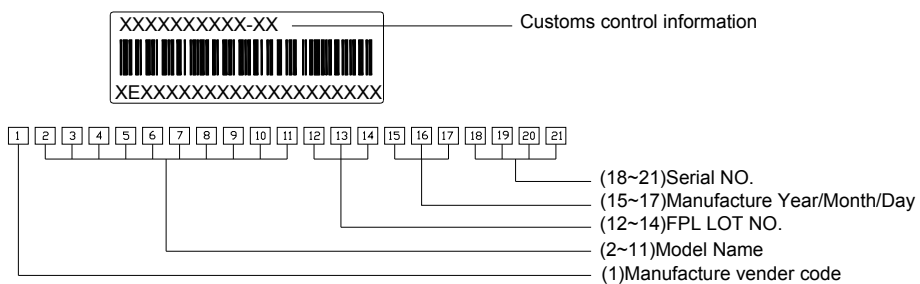 XXXXXXXXXX-XX
Customs control information
XEXXXXXXXXXXXXXXXXXXX
1 2 3 4 5 6 7 8 9 10 11 12 13 14 15 16 17 18 19 20 21
(18~21)Serial NO.
(15~17)Manufacture Year/Month/Day
(12~14)FPL LOT NO.
(2~11)Model Name
(1)Manufacture vender code